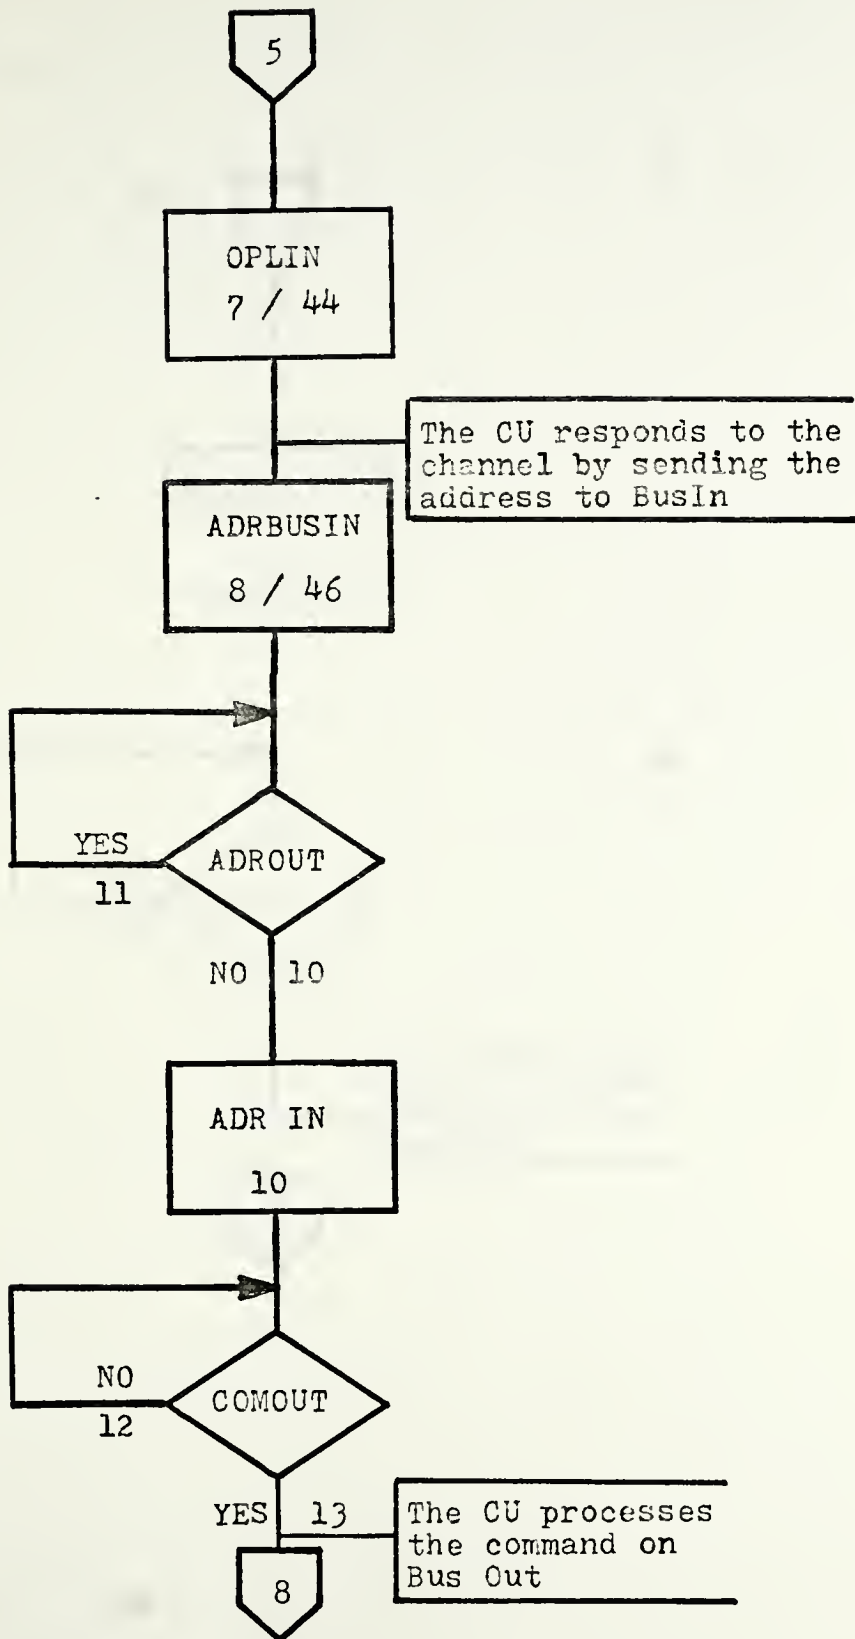 5
OPLIN
7 / 44
The CU responds to the
channel by sending the
address to BusIn
ADRBUSIN
8 / 46
YES
11
ADROUT
NO 10
ADR IN
10
NO
12
COMOUT
YES 13
The CU processes
the command on
Bus Out
8